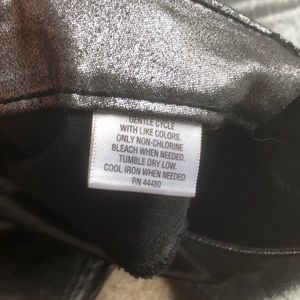 GENTLE CYCLE
WITH LIKE COLORS.
ONLY NON-CHLORINE
BLEACH WHEN NEEDED.
TUMBLE DRY LOW.
COOL IRON WHEN NEEDED.
RN 44480